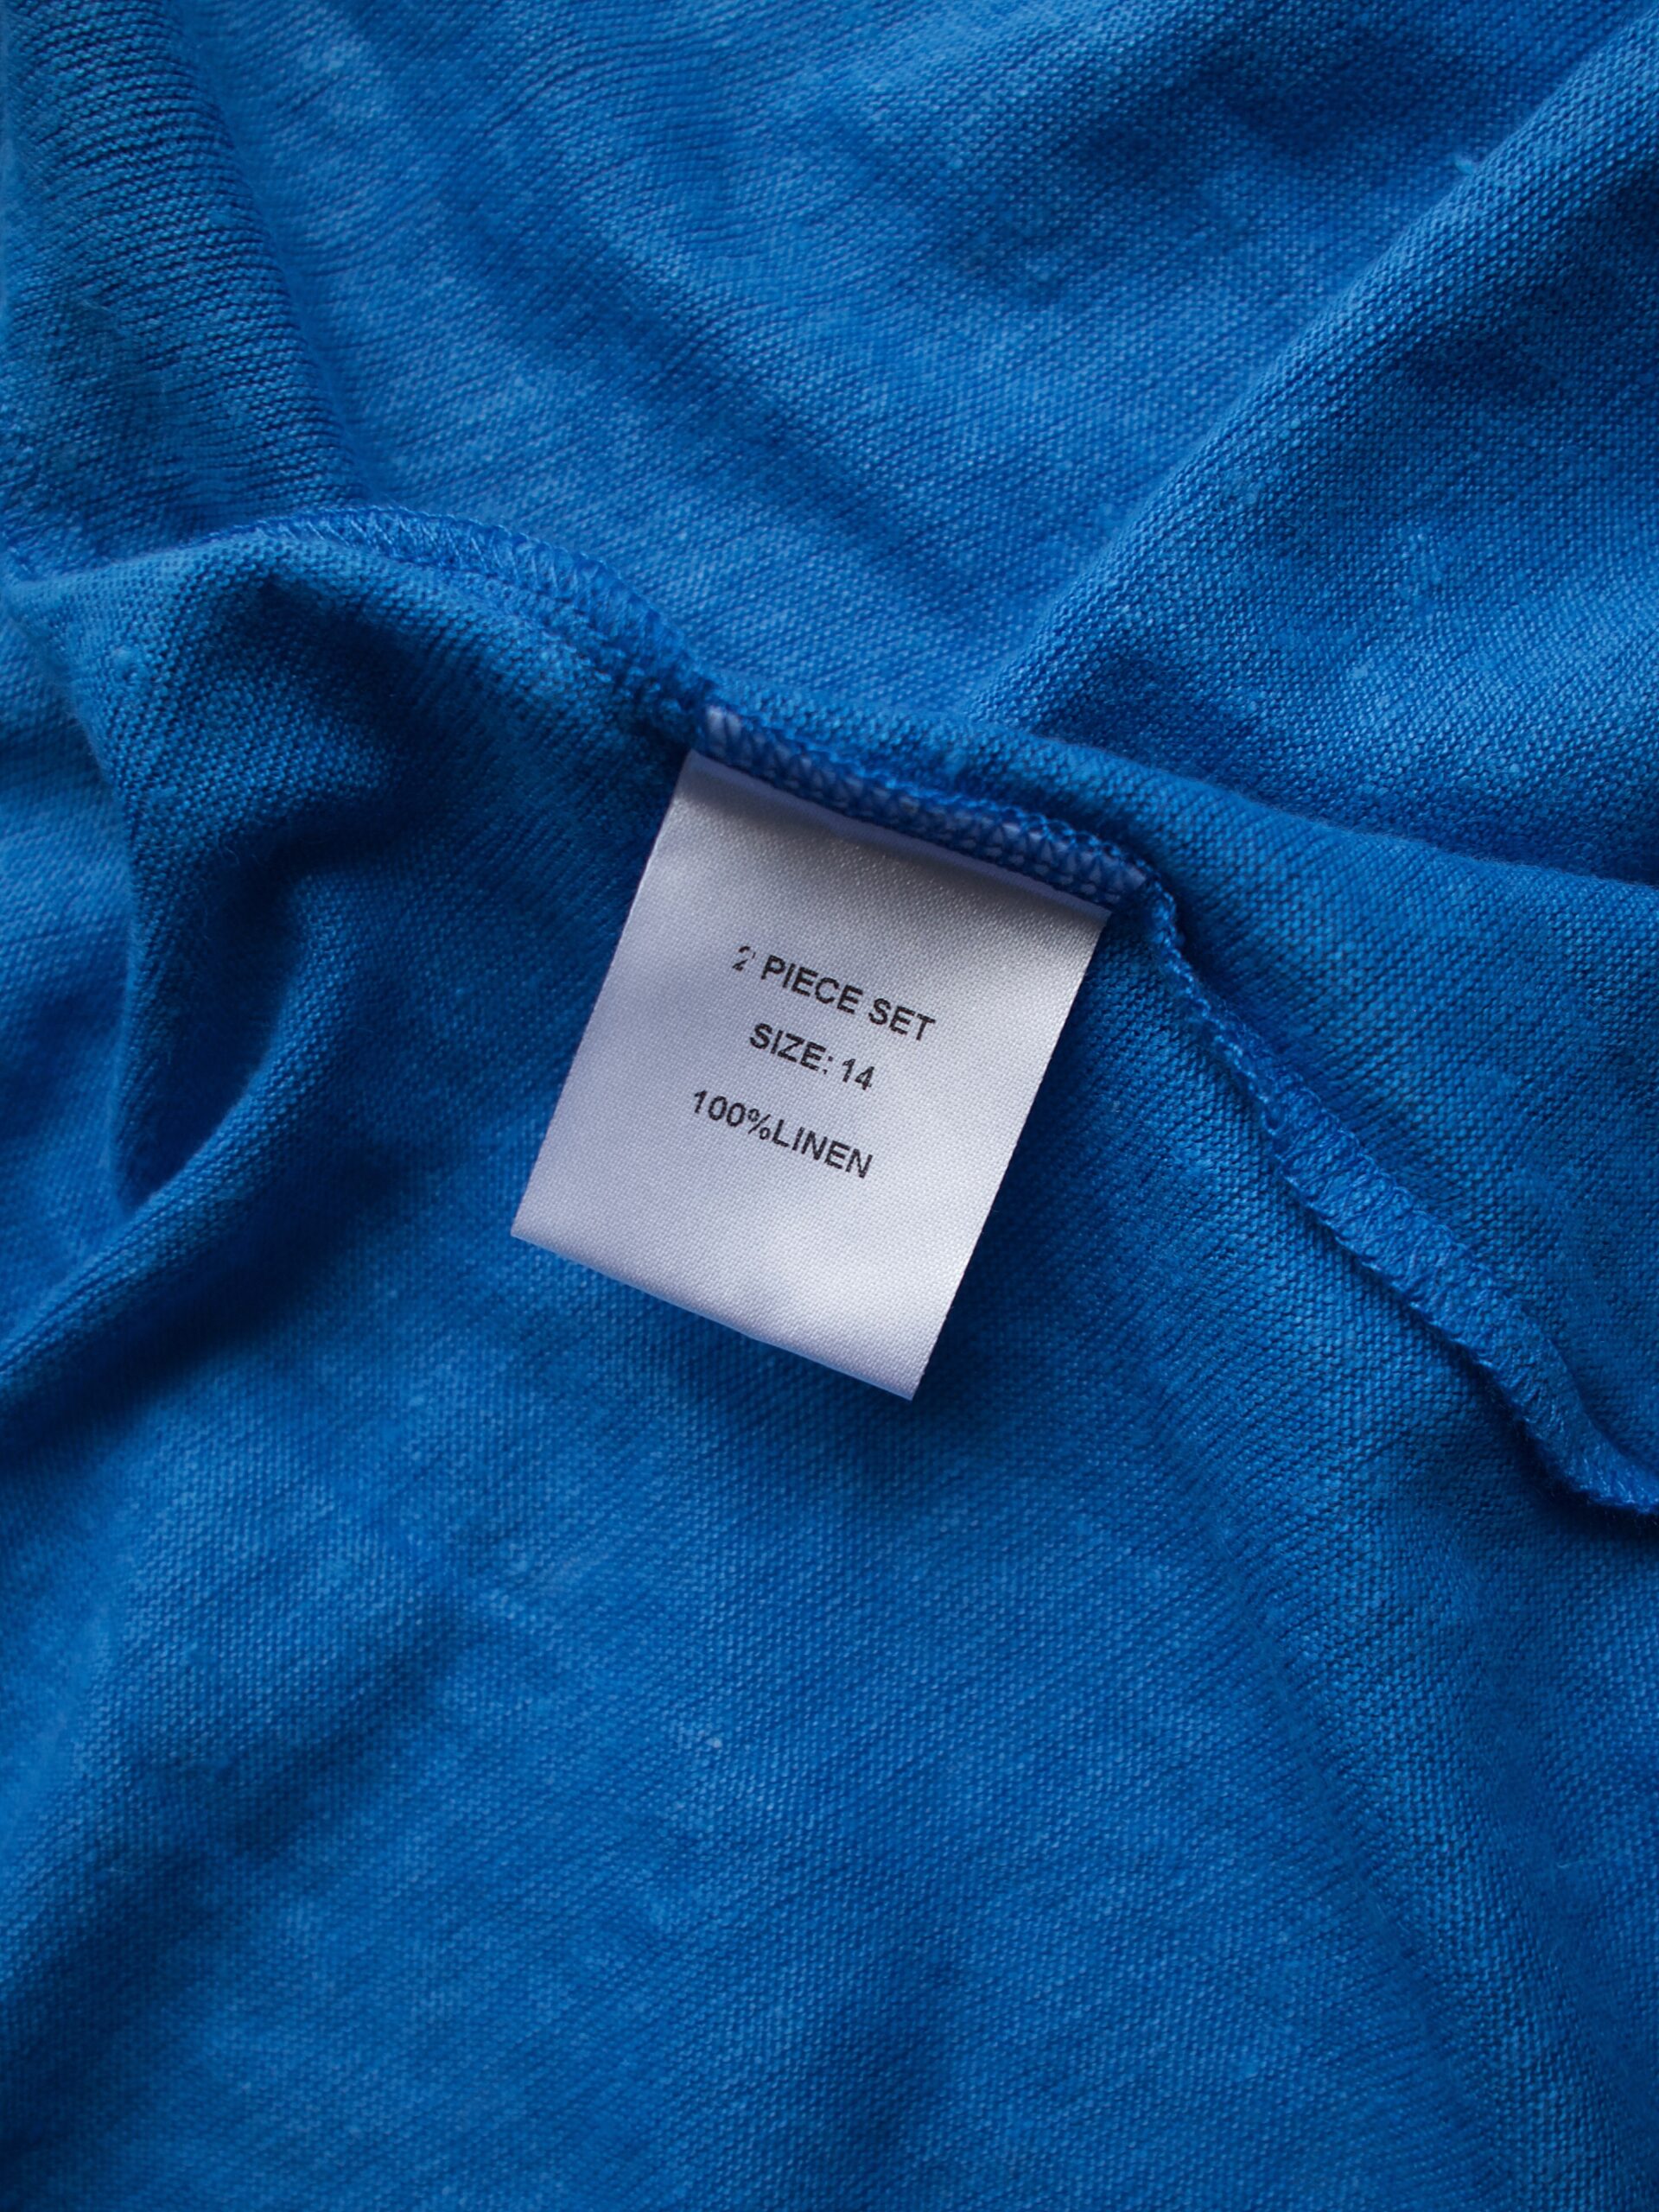 2 PIECE SET
SIZE: 14
100%LINEN